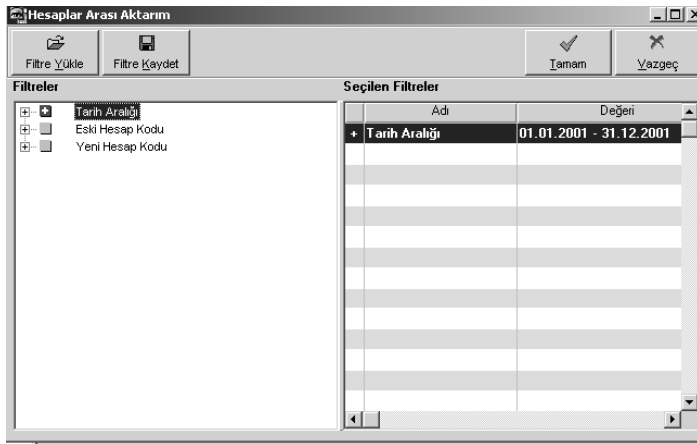 Hesaplar Arası Aktarım
Filtre Yükle
Filtre Kaydet
Tamam
Vazgeç
Filtreler
Seçilen Filtreler
Tarih Aralığı
Eski Hesap Kodu
Yeni Hesap Kodu
Adı
Değeri
+ Tarih Aralığı 01.01.2001 - 31.12.2001